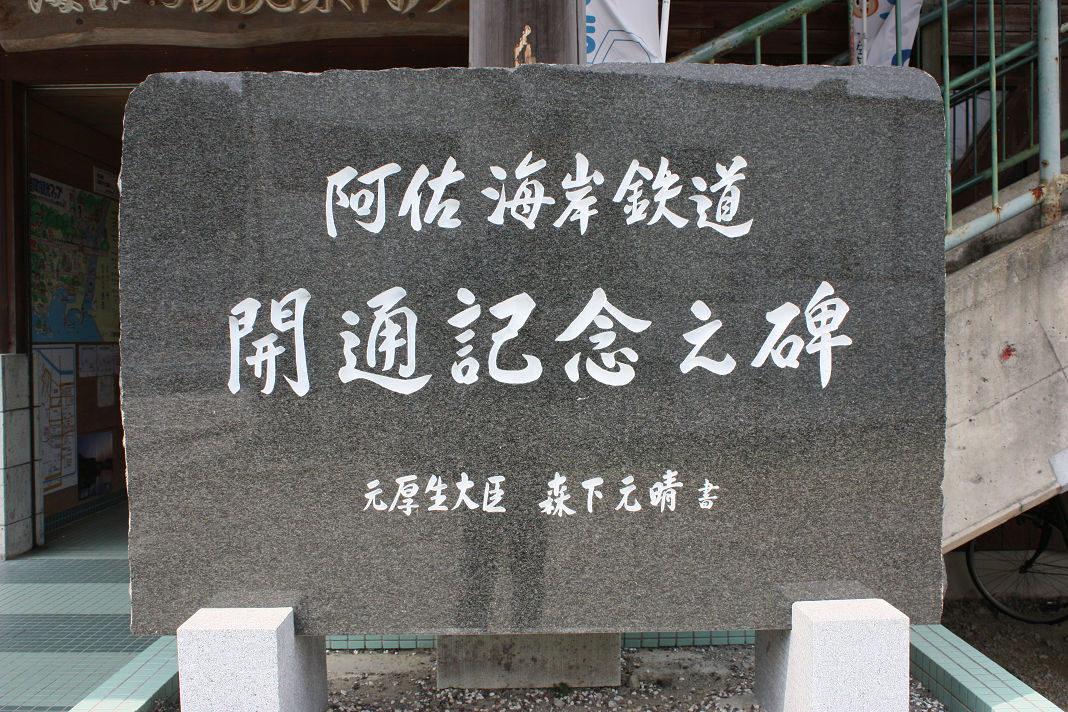 阿佐海岸鉄道
開通記念之碑
元厚生大臣 森下元晴 書